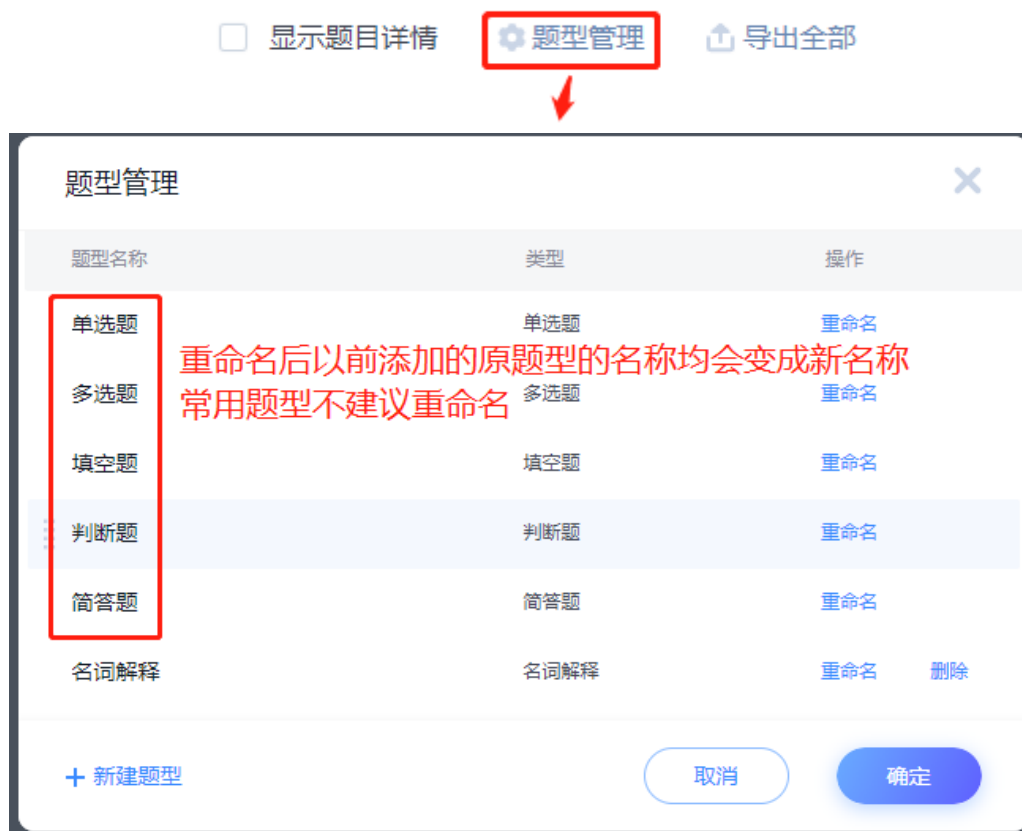 显示题目详情 题型管理 导出全部
题型管理
题型名称 类型 操作
单选题 单选题 重命名
重命名后以前添加的原题型的名称均会变成新名称
多选题 多选题 重命名
常用题型不建议重命名
填空题 填空题 重命名
判断题 判断题 重命名
简答题 简答题 重命名
名词解释 名词解释 重命名 删除
+ 新建题型 取消 确定